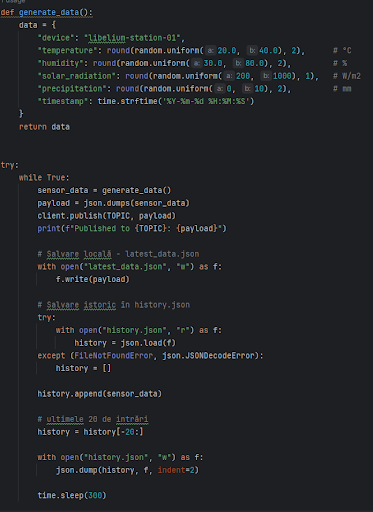 def generate_data():
    data = {
        "device": "libelium-station-01",
        "temperature": round(random.uniform( a: 20.0, b: 40.0), 2),      # °C
        "humidity": round(random.uniform( a: 30.0, b: 80.0), 2),         # %
        "solar_radiation": round(random.uniform( a: 200, b: 1000), 1),   # W/m2
        "precipitation": round(random.uniform( a: 0, b: 10), 2),         # mm
        "timestamp": time.strftime('%Y-%m-%d %H:%M:%S')
    }
    return data
try:
    while True:
        sensor_data = generate_data()
        payload = json.dumps(sensor_data)
        client.publish(TOPIC, payload)
        print(f"Published to {TOPIC}: {payload}")
        # Salvare locală - latest_data.json
        with open("latest_data.json", "w") as f:
            f.write(payload)
        # Salvare istoric în history.json
        try:
            with open("history.json", "r") as f:
                history = json.load(f)
        except (FileNotFoundError, json.JSONDecodeError):
            history = []
        history.append(sensor_data)
        # ultimele 20 de intrări
        history = history[-20:]
        with open("history.json", "w") as f:
            json.dump(history, f, indent=2)
        time.sleep(300)